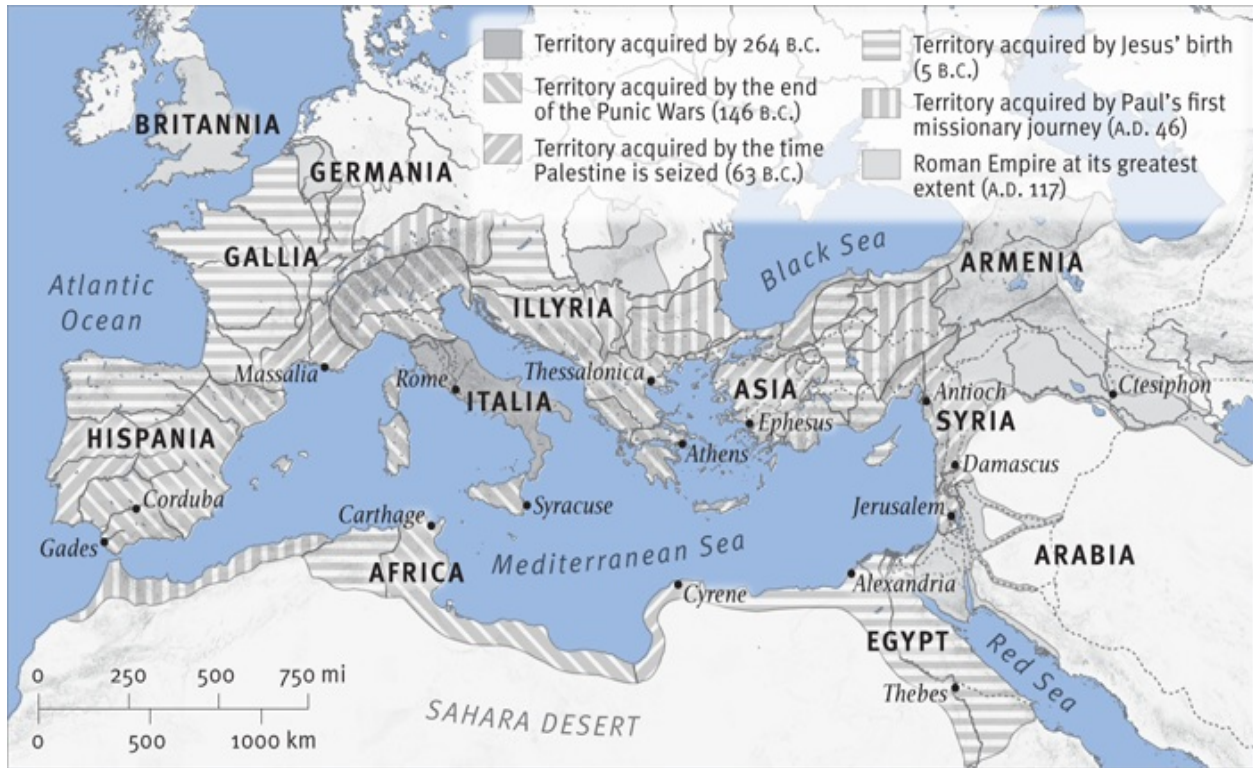 Territory acquired by 264 B.C.
Territory acquired by the end
of the Punic Wars (146 B.C.)
Territory acquired by the time
Palestine is seized (63 B.C.)
Territory acquired by Jesus’ birth
(5 B.C.)
Territory acquired by Paul’s first
missionary journey (A.D. 46)
Roman Empire at its greatest
extent (A.D. 117)
BRITANNIA
GERMANIA
GALLIA
Atlantic
Ocean
Black Sea
ARMENIA
ILLYRIA
Massalia
Rome
ITALIA
Thessalonica
ASIA
Antioch
Ctesiphon
HISPANIA
Ephesus
SYRIA
Athens
Damascus
Corduba
Syracuse
Carthage
Jerusalem
Gades
Mediterranean Sea
ARABIA
AFRICA
Cyrene
Alexandria
EGYPT
Red Sea
Thebes
SAHARA DESERT
0 250 500 750 mi
0 500 1000 km